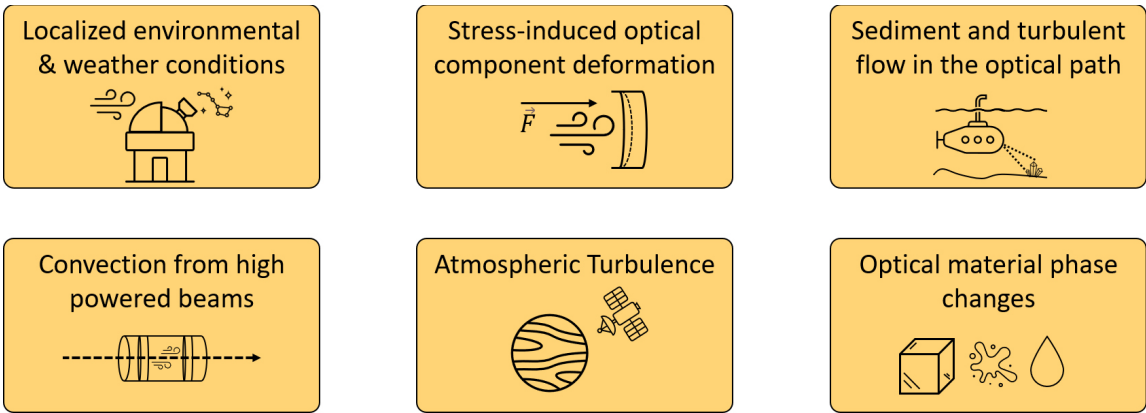 Localized environmental
& weather conditions
Stress-induced optical
component deformation
F
Sediment and turbulent
flow in the optical path
Convection from high
powered beams
Atmospheric Turbulence
Optical material phase
changes